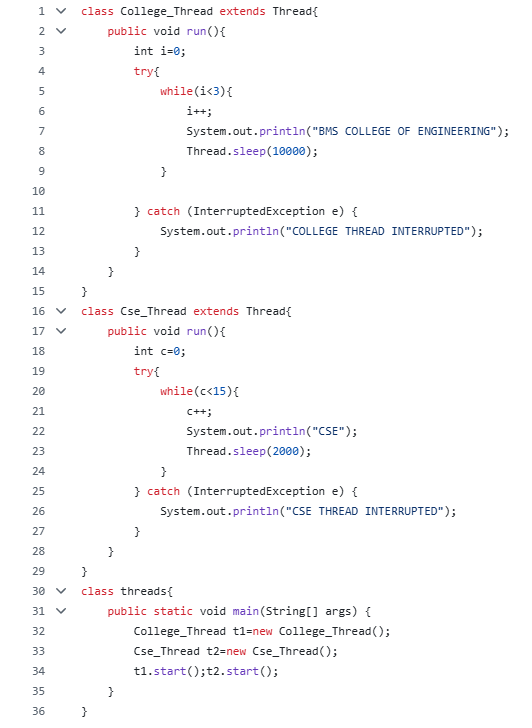 1 class College_Thread extends Thread{
2 public void run(){
3 int i=0;
4 try{
5 while(i<3){
6 i++;
7 System.out.println("BMS COLLEGE OF ENGINEERING");
8 Thread.sleep(10000);
9 }
10
11 } catch (InterruptedException e) {
12 System.out.println("COLLEGE THREAD INTERRUPTED");
13 }
14 }
15 }
16 class Cse_Thread extends Thread{
17 public void run(){
18 int c=0;
19 try{
20 while(c<15){
21 c++;
22 System.out.println("CSE");
23 Thread.sleep(2000);
24 }
25 } catch (InterruptedException e) {
26 System.out.println("CSE THREAD INTERRUPTED");
27 }
28 }
29 }
30 class threads{
31 public static void main(String[] args) {
32 College_Thread t1=new College_Thread();
33 Cse_Thread t2=new Cse_Thread();
34 t1.start();t2.start();
35 }
36 }